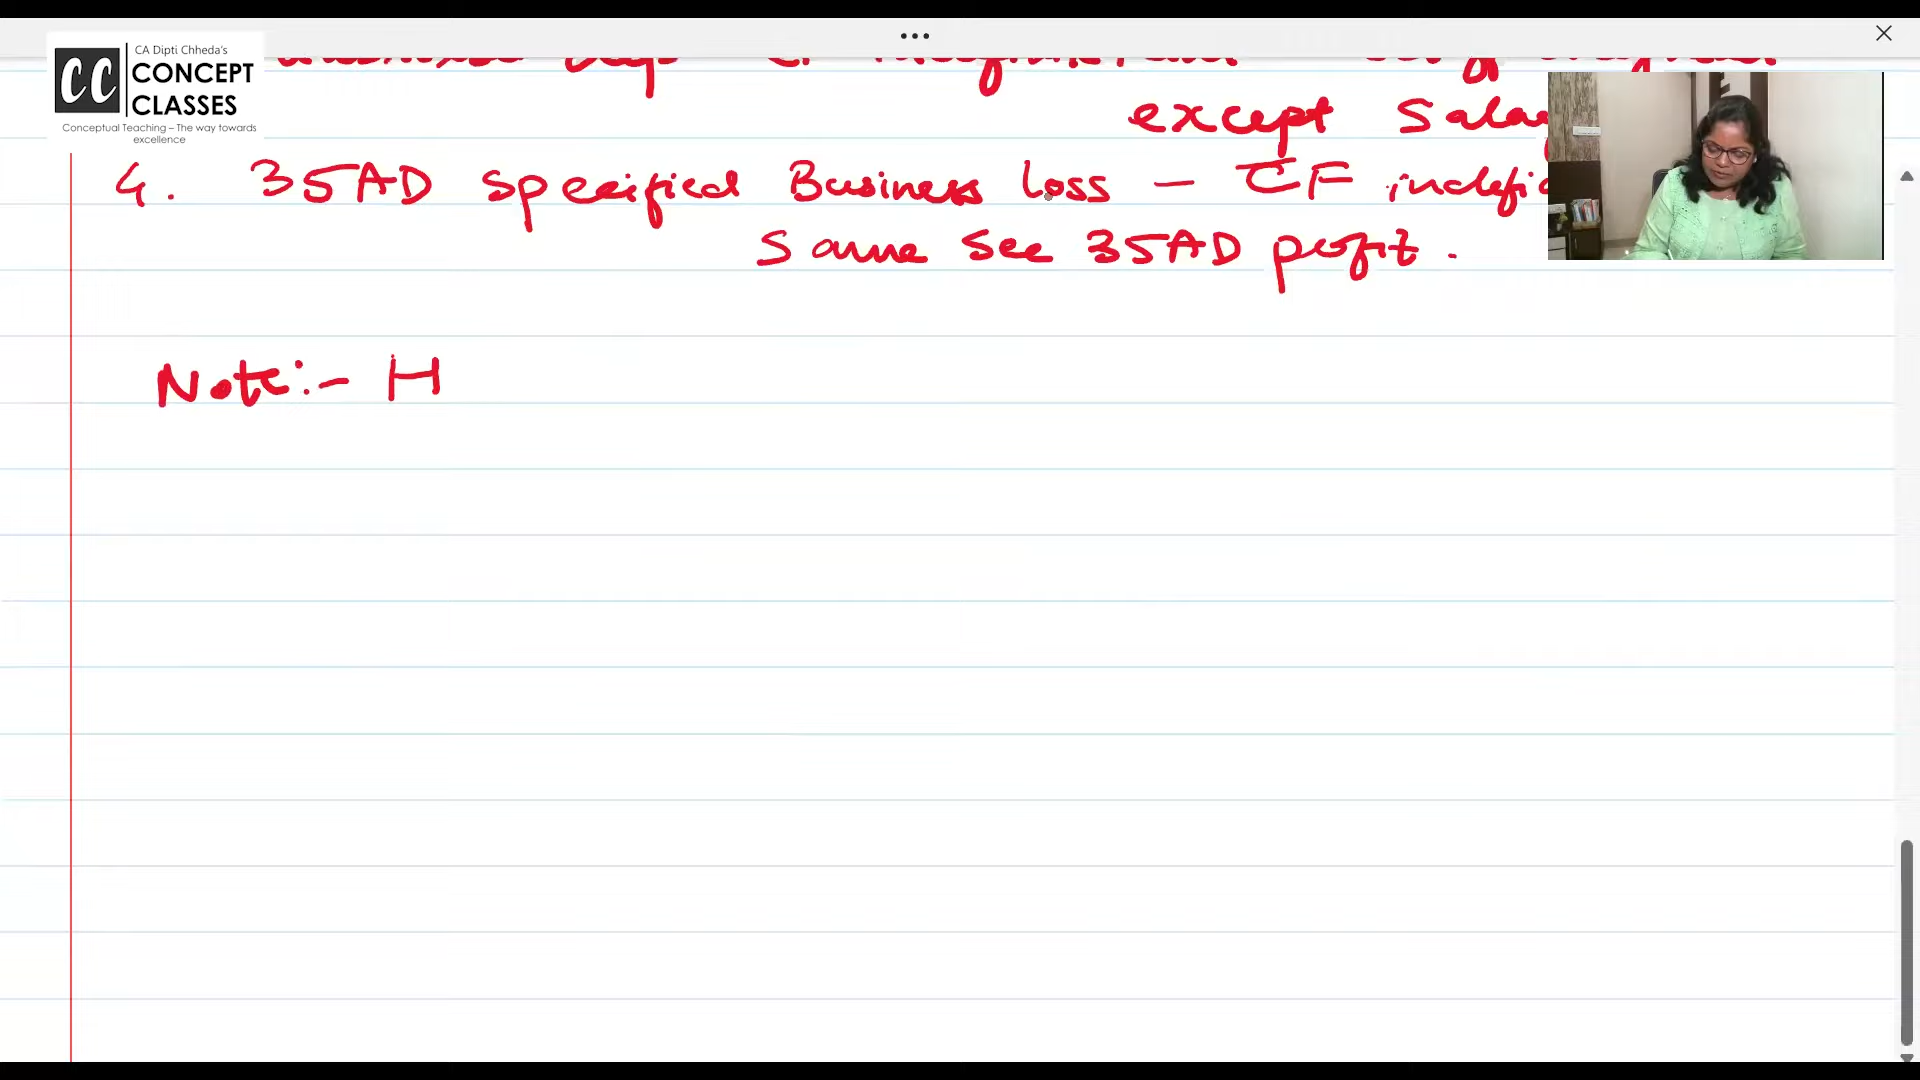 •••
CA Dipti Chheda's
CC CONCEPT
CLASSES
Conceptual Teaching – The way towards
excellence
except Sala
4. 35AD specified Business loss – CF indefi
Same Sec 35AD profit.
Note:- H